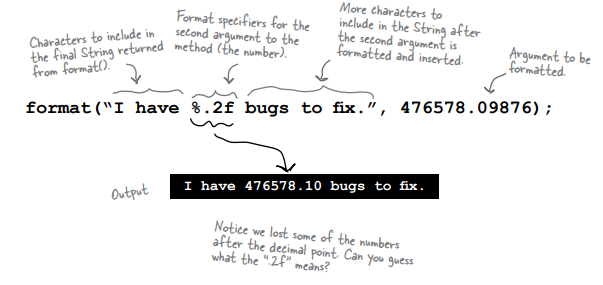 Characters to include in
the final String returned
from format().
Format specifiers for the
second argument to the
method (the number).
More characters to
include in the String after
the second argument is
formatted and inserted.
Argument to be
formatted.
format(“I have %.2f bugs to fix.”, 476578.09876);
Output
I have 476578.10 bugs to fix.
Notice we lost some of the numbers
after the decimal point. Can you guess
what the “.2f” means?